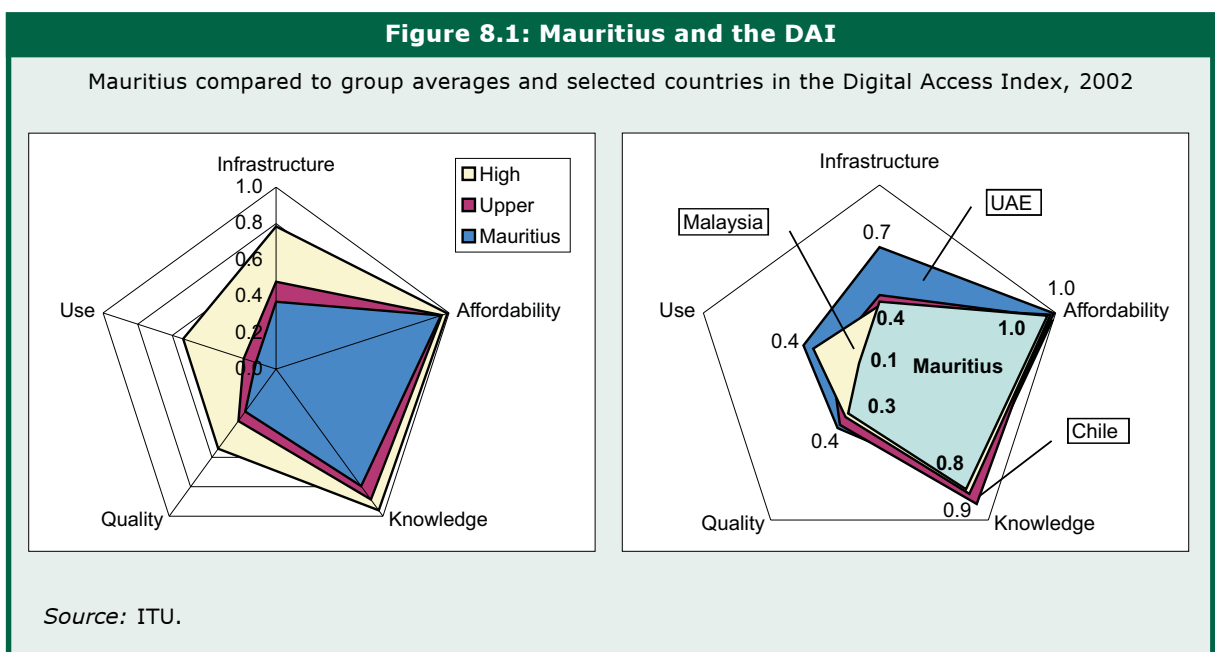 Figure 8.1: Mauritius and the DAI
Mauritius compared to group averages and selected countries in the Digital Access Index, 2002
Infrastructure
1.0
0.8
0.6
0.4
0.2
0.0
High
Upper
Mauritius
Use
Affordability
Quality
Knowledge
Infrastructure
UAE
Malaysia
0.7
1.0
Use
Affordability
0.4
1.0
0.4
0.1
Mauritius
0.3
0.4
Chile
0.8
0.9
Quality
Knowledge
Source: ITU.